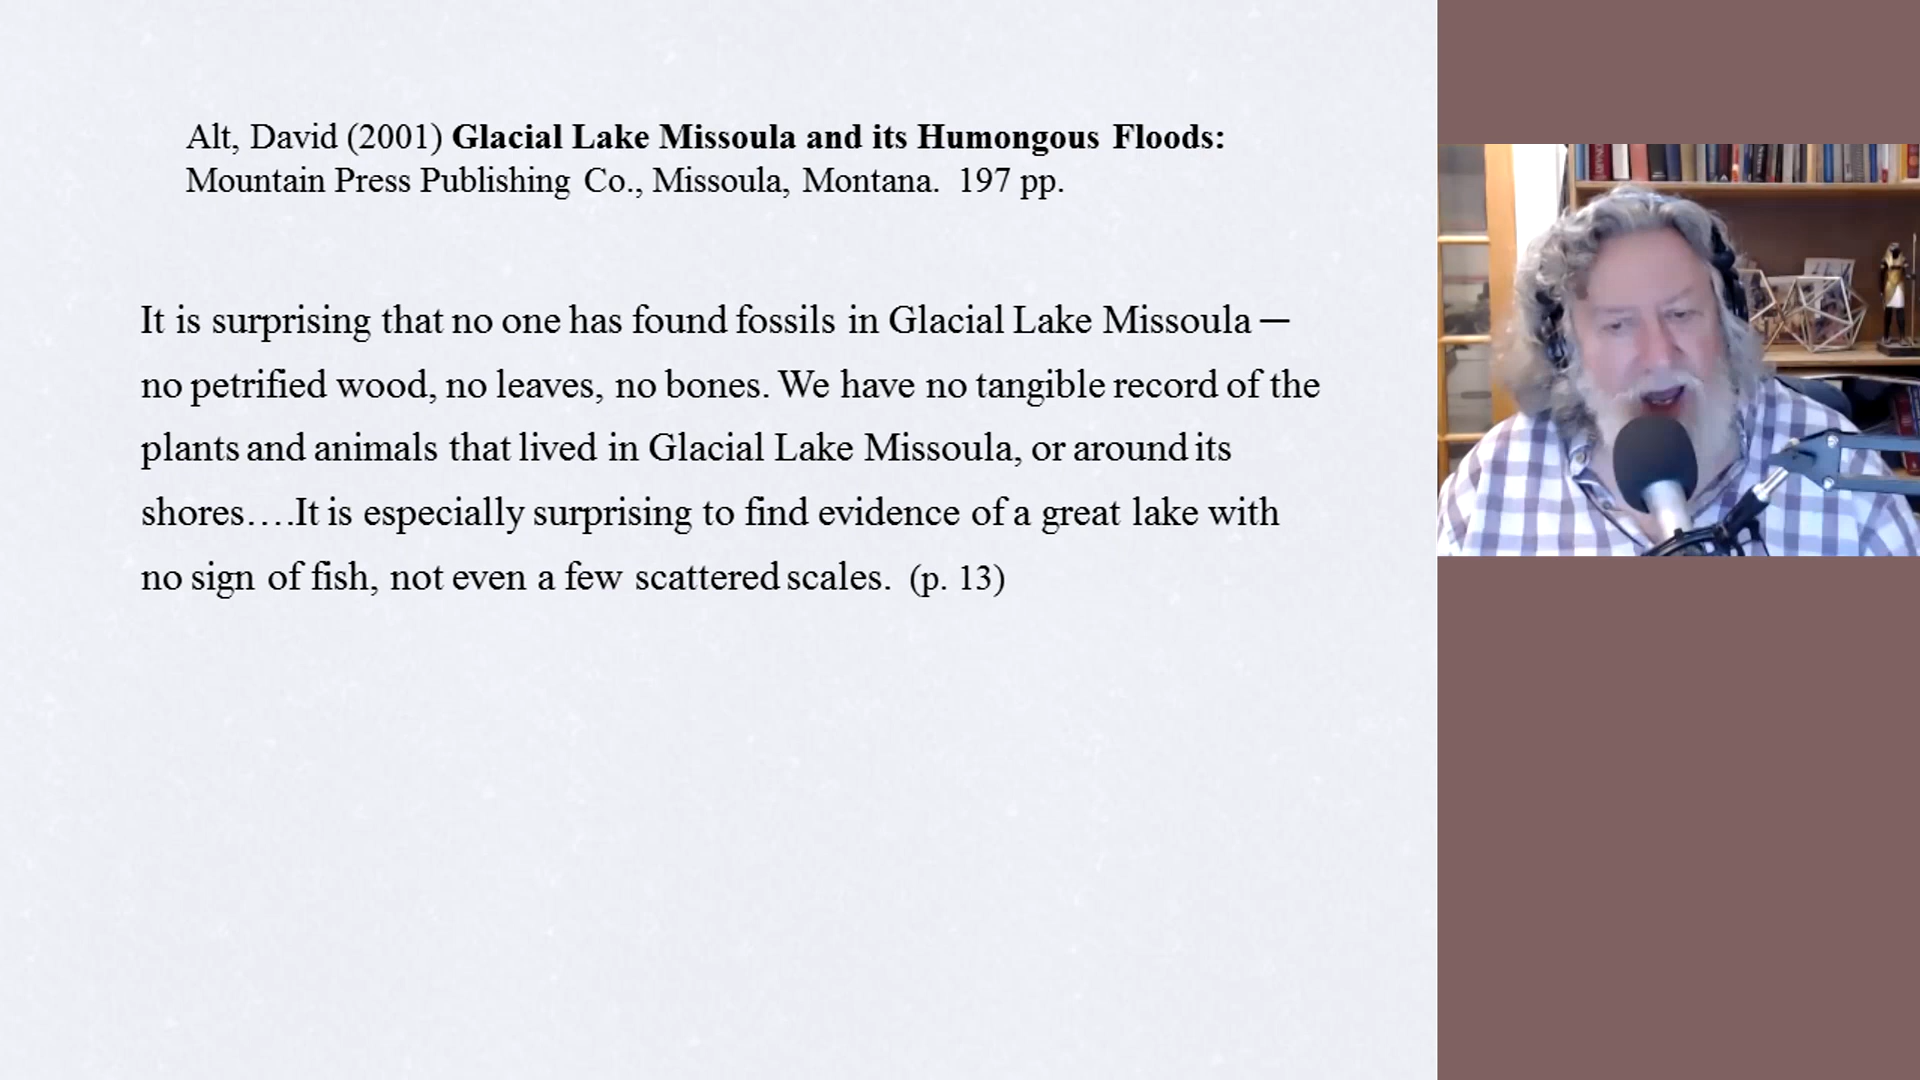 Alt, David (2001) Glacial Lake Missoula and its Humongous Floods:
Mountain Press Publishing Co., Missoula, Montana. 197 pp.
It is surprising that no one has found fossils in Glacial Lake Missoula —
no petrified wood, no leaves, no bones. We have no tangible record of the
plants and animals that lived in Glacial Lake Missoula, or around its
shores….It is especially surprising to find evidence of a great lake with
no sign of fish, not even a few scattered scales. (p. 13)